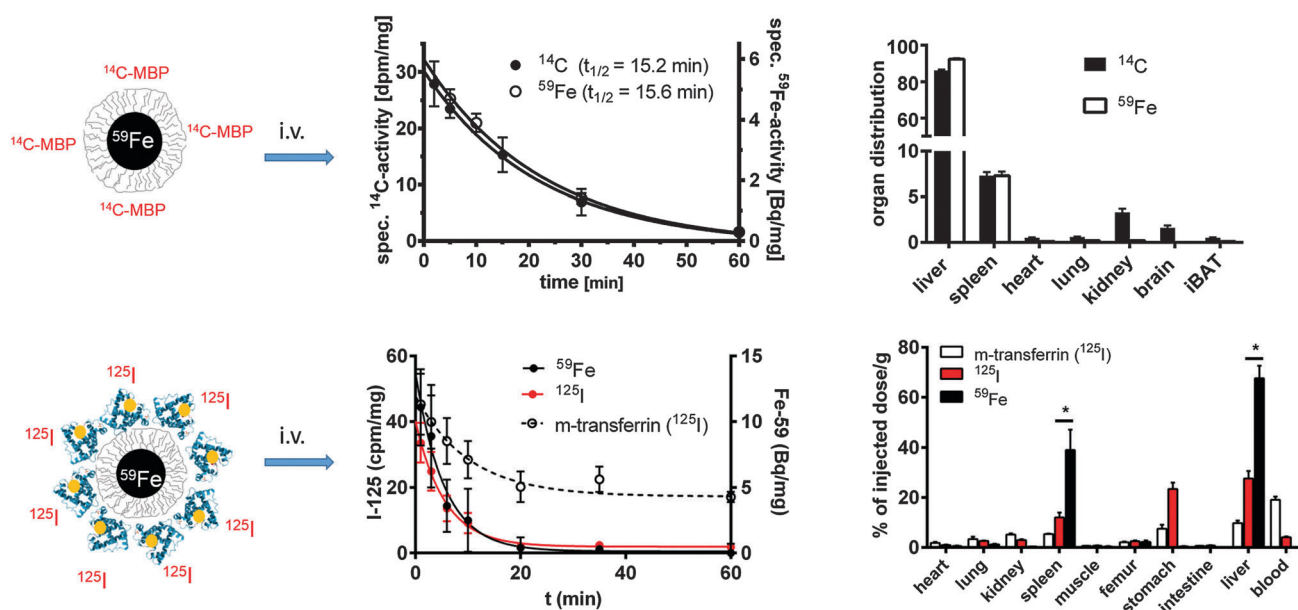 ¹⁴C-MBP
¹⁴C-MBP
¹⁴C-MBP
¹⁴C-MBP
⁵⁹Fe
i.v.
spec. ¹⁴C-activity [dpm/mg]
30
20
10
0
¹⁴C (t₁/₂ = 15.2 min)
⁵⁹Fe (t₁/₂ = 15.6 min)
6
4
2
0
spec. ⁵⁹Fe-activity [Bq/mg]
0 10 20 30 40 50 60
time [min]
organ distribution
100
80
60
10
5
0
¹⁴C
⁵⁹Fe
liver
spleen
heart
lung
kidney
brain
iBAT
125I
125I
125I
125I
125I
125I
125I
125I
⁵⁹Fe
i.v.
I-125 (cpm/mg)
60
40
20
0
⁵⁹Fe
¹²⁵I
m-transferrin (¹²⁵I)
15
10
5
0
Fe-59 (Bq/mg)
0 20 40 60
t (min)
% of injected dose/g
80
60
40
20
0
m-transferrin (¹²⁵I)
¹²⁵I
⁵⁹Fe
*
*
heart
lung
kidney
spleen
muscle
femur
stomach
intestine
liver
blood